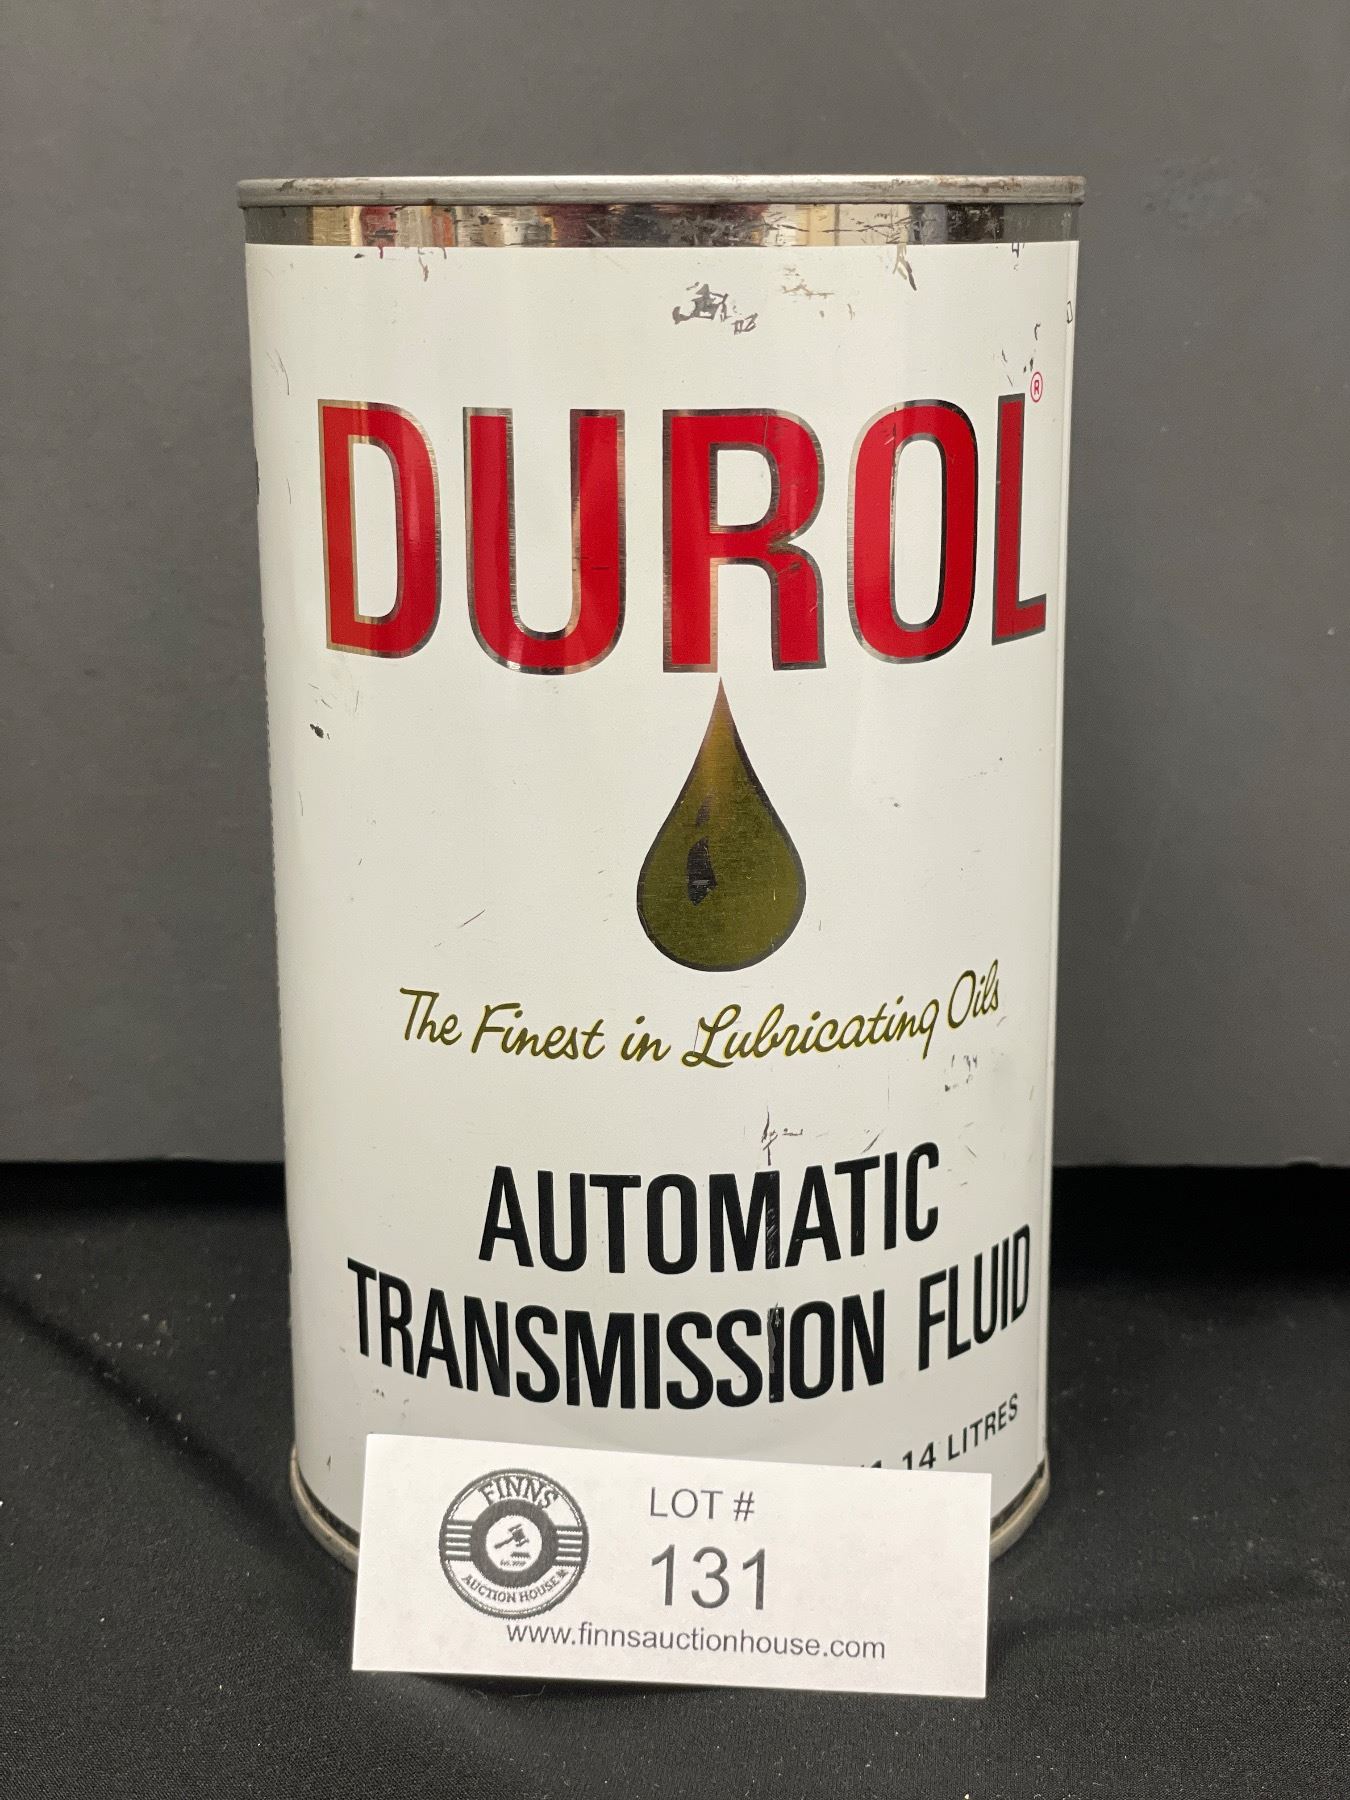 DUROL®
The Finest in Lubricating Oils
AUTOMATIC
TRANSMISSION FLUID
1.14 LITRES
FINNS
AUCTION HOUSE
LOT #
131
www.finnsauctionhouse.com